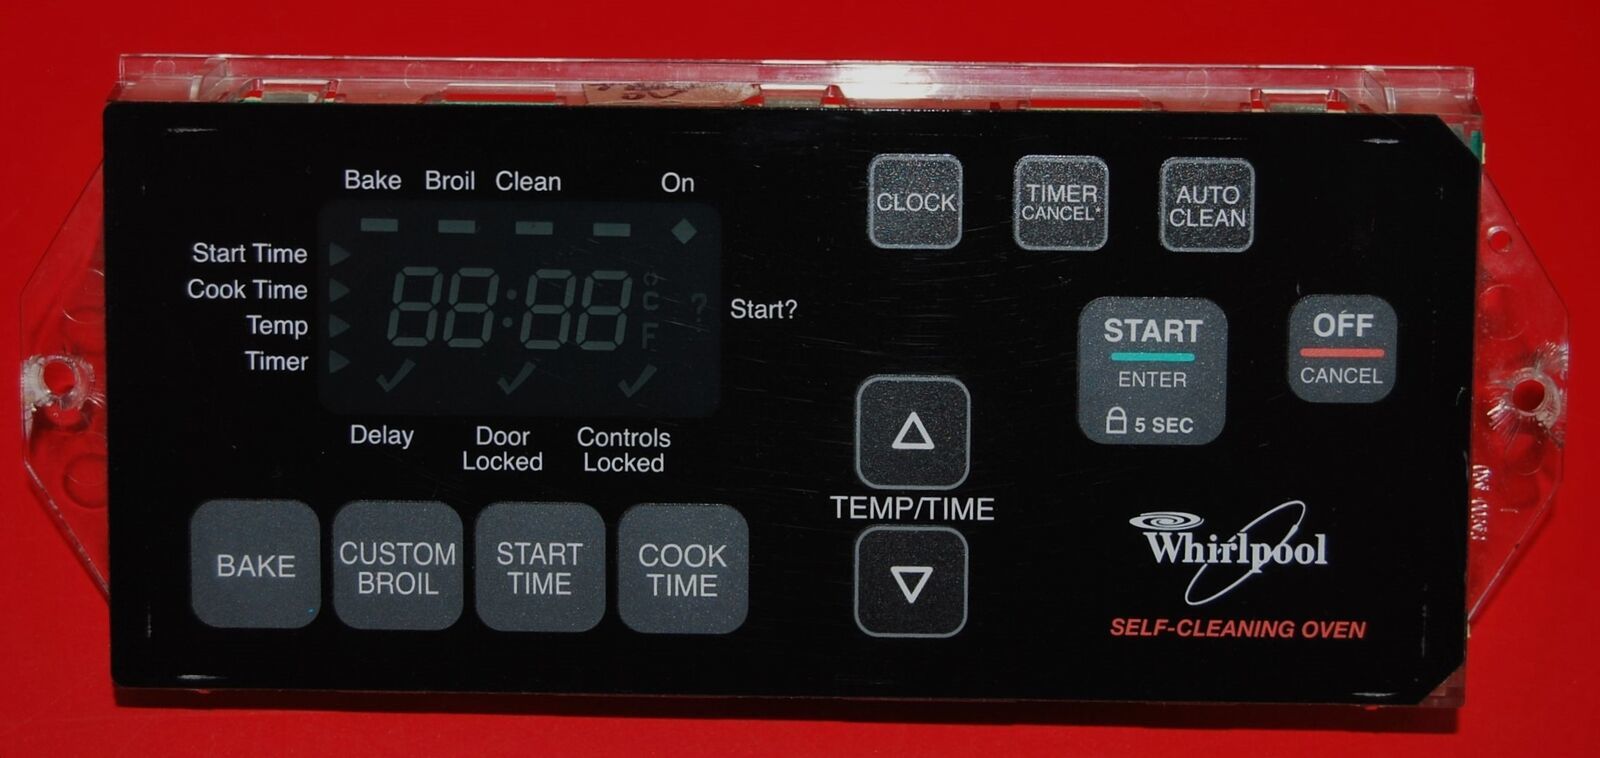 Bake Broil Clean On
Start Time
Cook Time
Temp
Timer
88:88
C
F
?
Start?
Delay
Door
Locked
Controls
Locked
BAKE
CUSTOM
BROIL
START
TIME
COOK
TIME
CLOCK
TIMER
CANCEL*
AUTO
CLEAN
TEMP/TIME
START
ENTER
5 SEC
OFF
CANCEL
Whirlpool
SELF-CLEANING OVEN